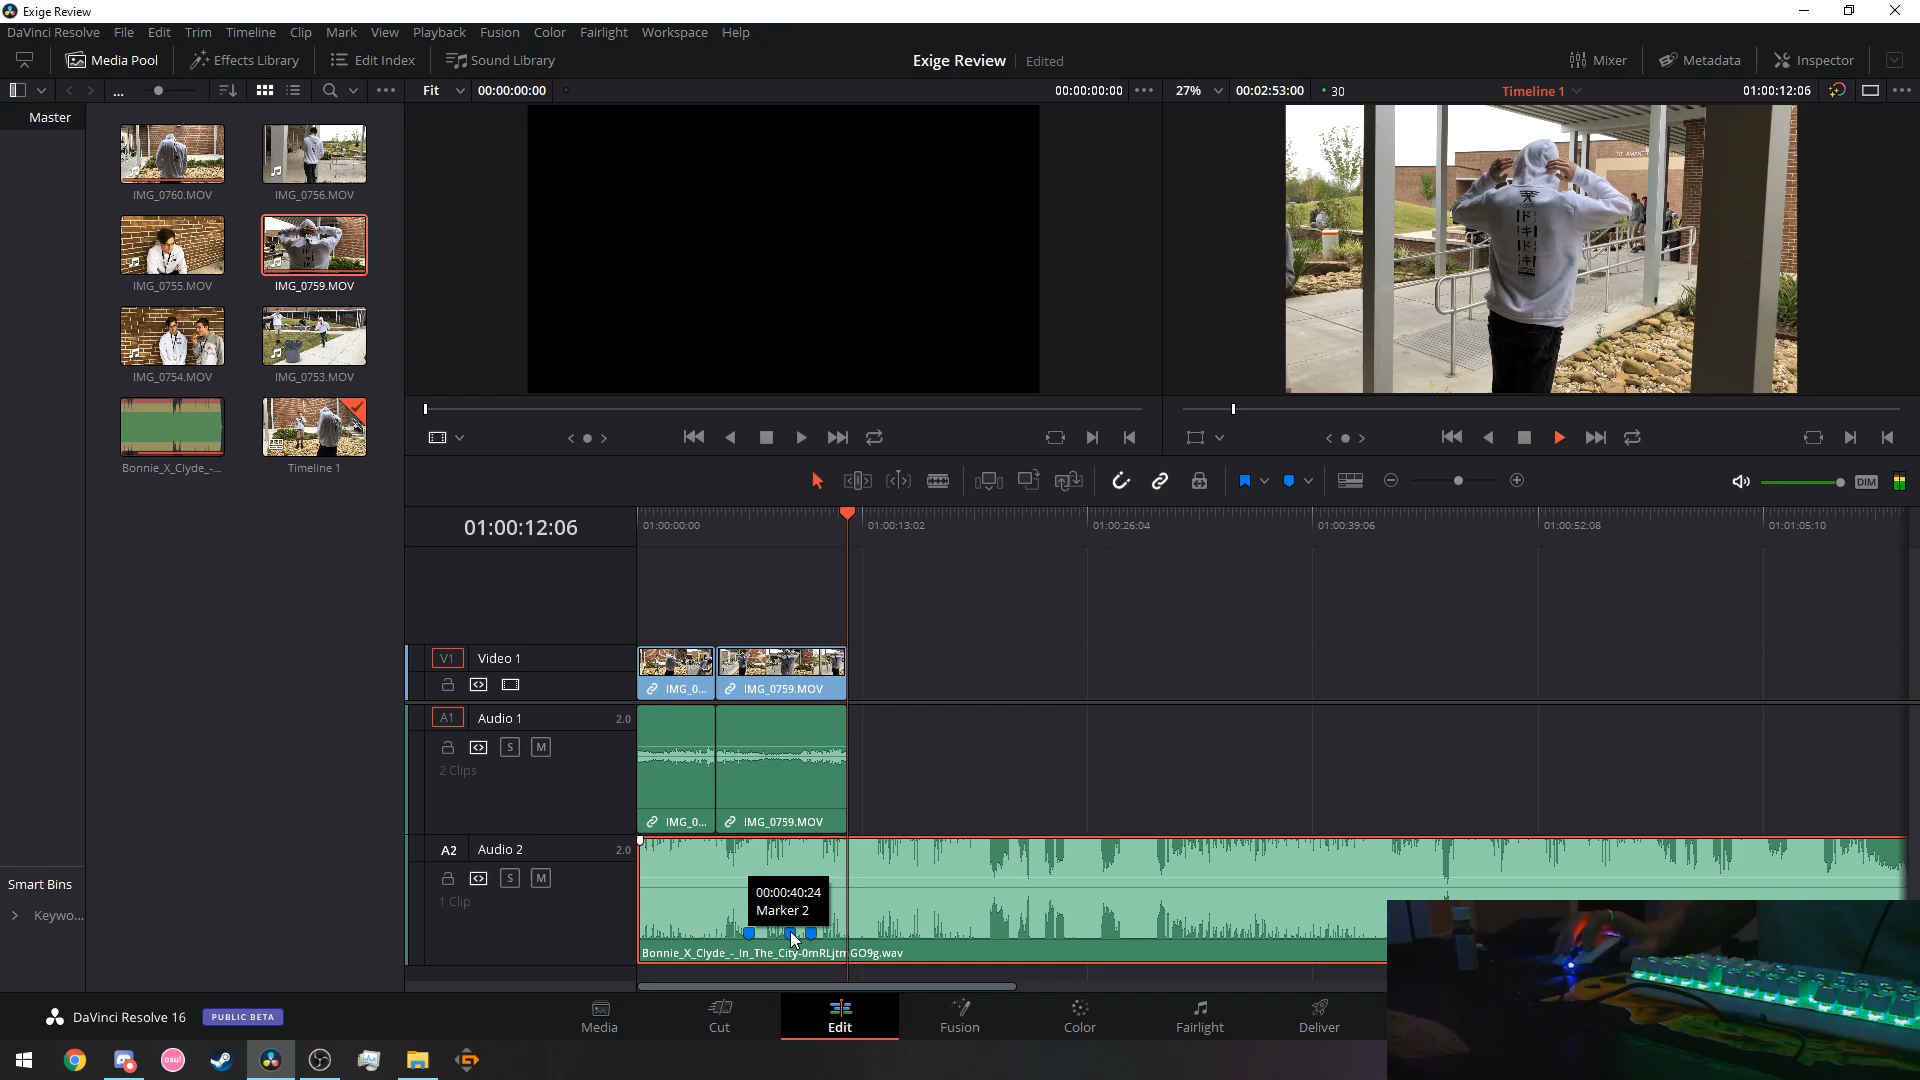 Exige Review
DaVinci Resolve File Edit Trim Timeline Clip Mark View Playback Fusion Color Fairlight Workspace Help
Media Pool Effects Library Edit Index Sound Library Exige Review Edited Mixer Metadata Inspector
... Fit 00:00:00:00 00:00:00:00 27% 00:02:53:00 30 Timeline 1 01:00:12:06
Master
IMG_0760.MOV IMG_0756.MOV
IMG_0755.MOV IMG_0759.MOV
IMG_0754.MOV IMG_0753.MOV
Bonnie_X_Clyde_-... Timeline 1
ドキドキ
DIM
01:00:12:06 01:00:00:00 01:00:13:02 01:00:26:04 01:00:39:06 01:00:52:08 01:01:05:10
V1 Video 1
IMG_0... IMG_0759.MOV
A1 Audio 1 2.0
S M
2 Clips
IMG_0... IMG_0759.MOV
A2 Audio 2 2.0
S M
1 Clip
00:00:40:24
Marker 2
Bonnie_X_Clyde_-_In_The_City-0mRLjtmGO9g.wav
Smart Bins
Keywo...
DaVinci Resolve 16 PUBLIC BETA
Media Cut Edit Fusion Color Fairlight Deliver
osu!